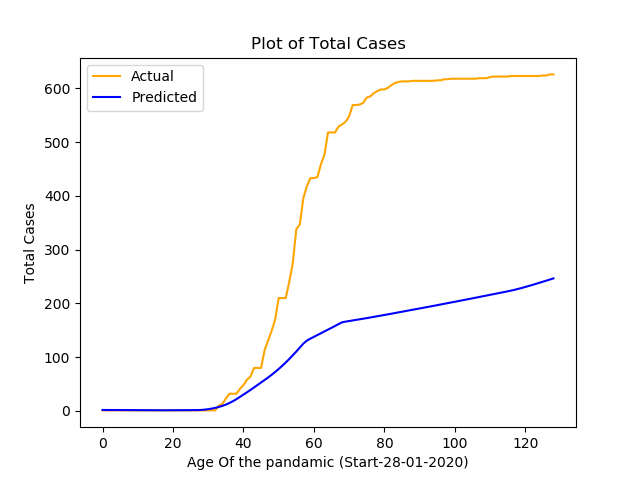 Plot of Total Cases
Actual
Predicted
600
500
400
300
200
100
0
Total Cases
0 20 40 60 80 100 120
Age Of the pandamic (Start-28-01-2020)